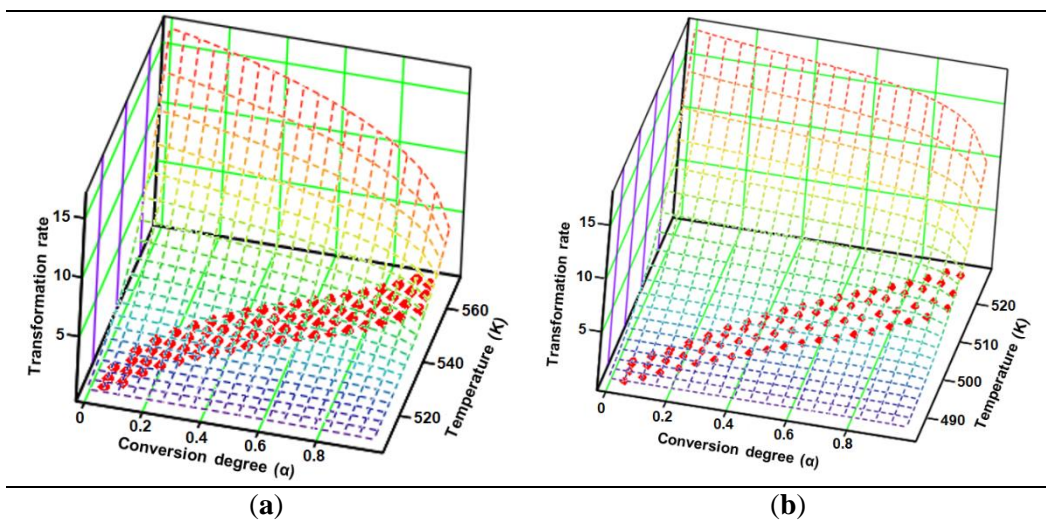 15
10
5
Transformation rate
0
0.2
0.4
0.6
0.8
Conversion degree (α)
520
540
560
Temperature (K)
15
10
5
Transformation rate
0
0.2
0.4
0.6
0.8
Conversion degree (α)
490
500
510
520
Temperature (K)
(a)
(b)